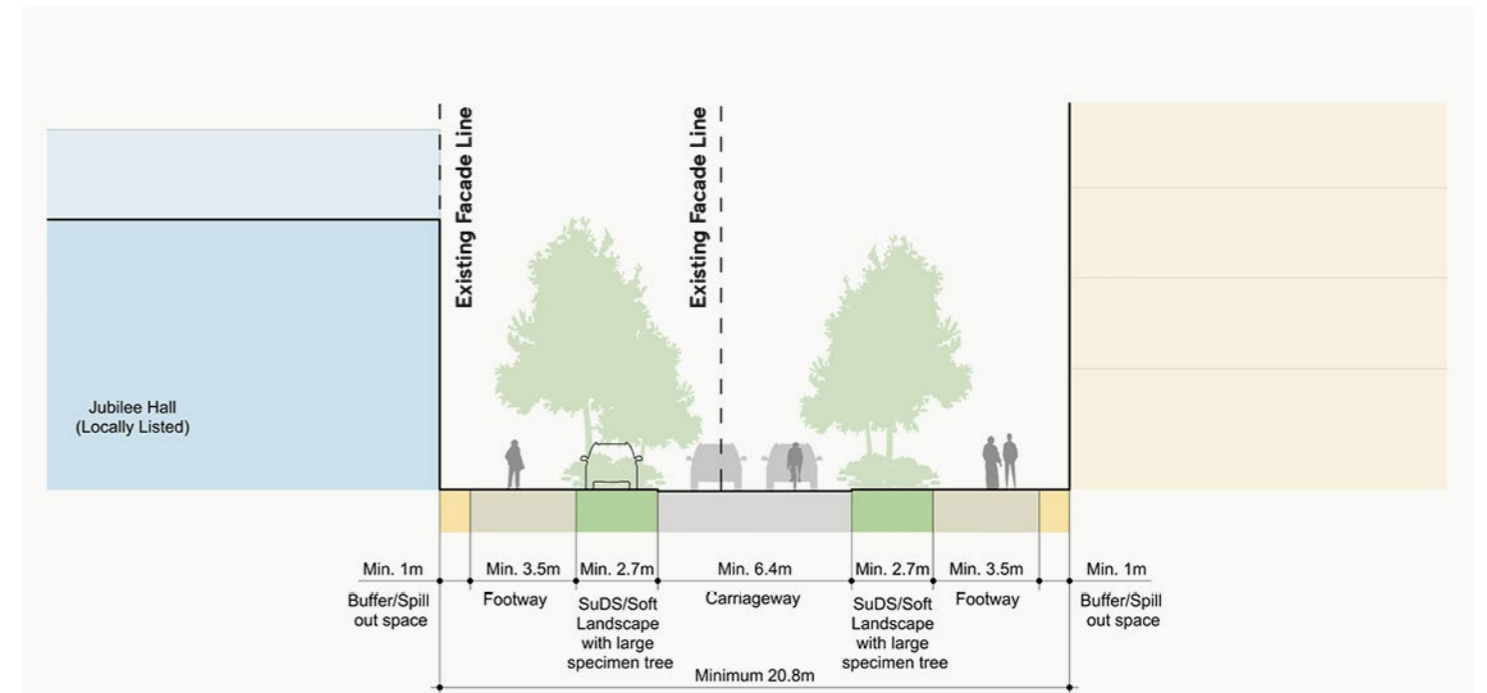 Existing Facade Line
Existing Facade Line
Jubilee Hall
(Locally Listed)
Min. 1m
Min. 3.5m
Min. 2.7m
Min. 6.4m
Min. 2.7m
Min. 3.5m
Min. 1m
Buffer/Spill
out space
Footway
SuDS/Soft
Landscape
with large
specimen tree
Carriageway
SuDS/Soft
Landscape
with large
specimen tree
Footway
Buffer/Spill
out space
Minimum 20.8m